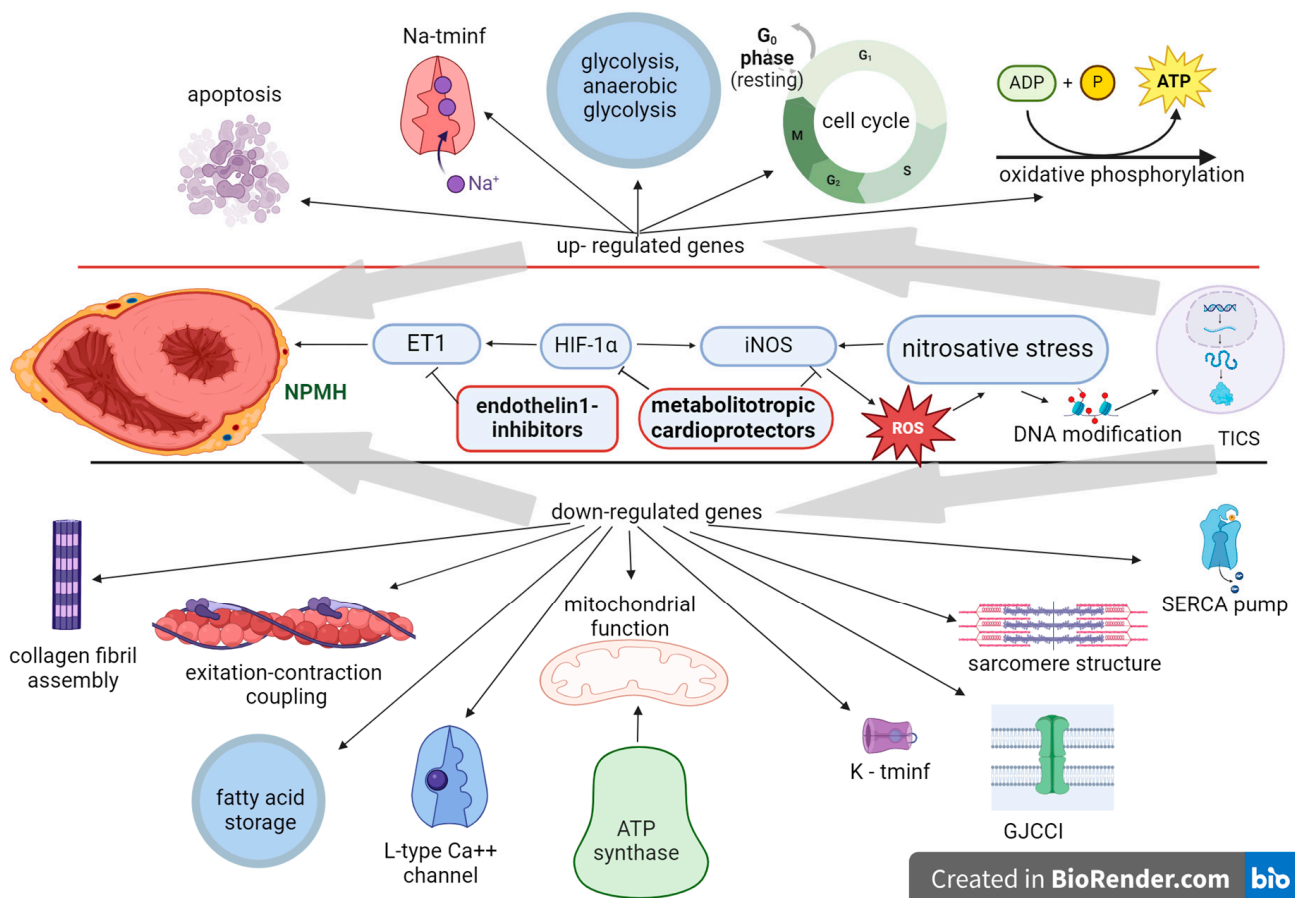 Na-tminf
apoptosis
Na⁺
glycolysis,
anaerobic
glycolysis
G₀
phase
(resting)
G₁
cell cycle
M
G₂
S
ADP + P
ATP
oxidative phosphorylation
up- regulated genes
NPMH
ET1
HIF-1α
iNOS
nitrosative stress
endothelin1-
inhibitors
metabolitotropic
cardioprotectors
ROS
DNA modification
TICS
down-regulated genes
collagen fibril
assembly
exitation-contraction
coupling
mitochondrial
function
sarcomere structure
SERCA pump
fatty acid
storage
L-type Ca++
channel
ATP
synthase
K - tminf
GJCCI
Created in BioRender.com bio